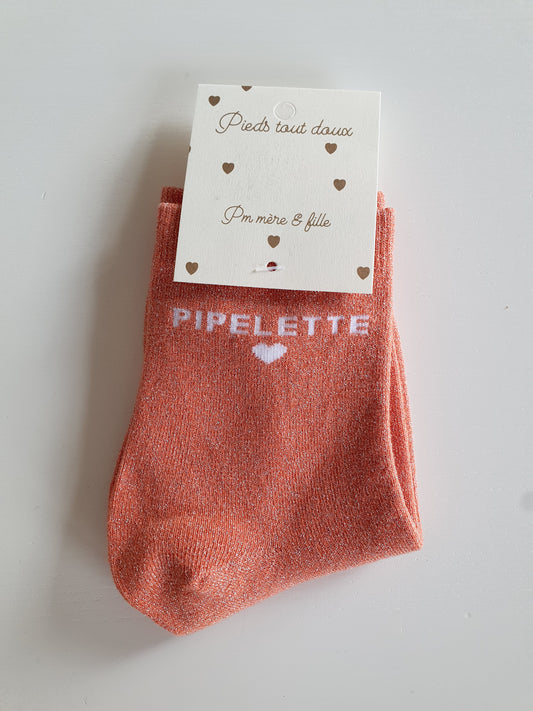 Pieds tout doux
Pm mère & fille
PIPELETTE